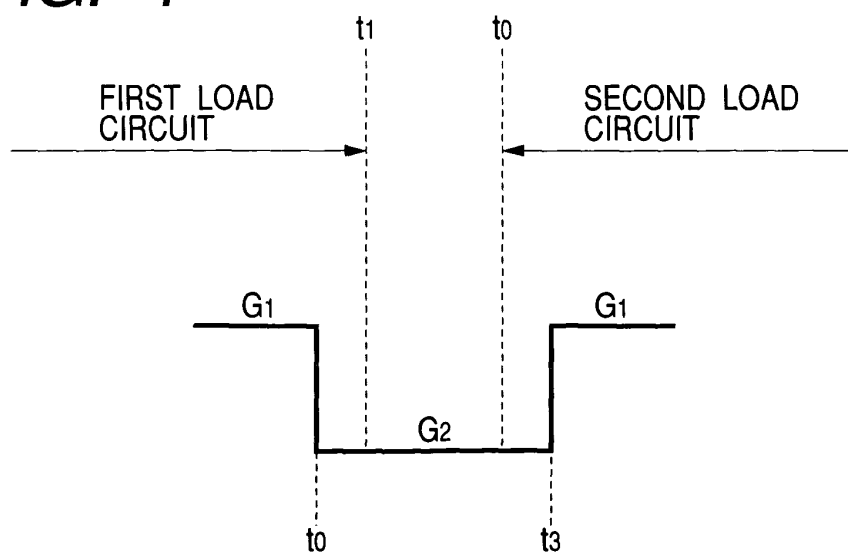 t1
t0
FIRST LOAD
CIRCUIT
SECOND LOAD
CIRCUIT
G1
G1
G2
t0
t3